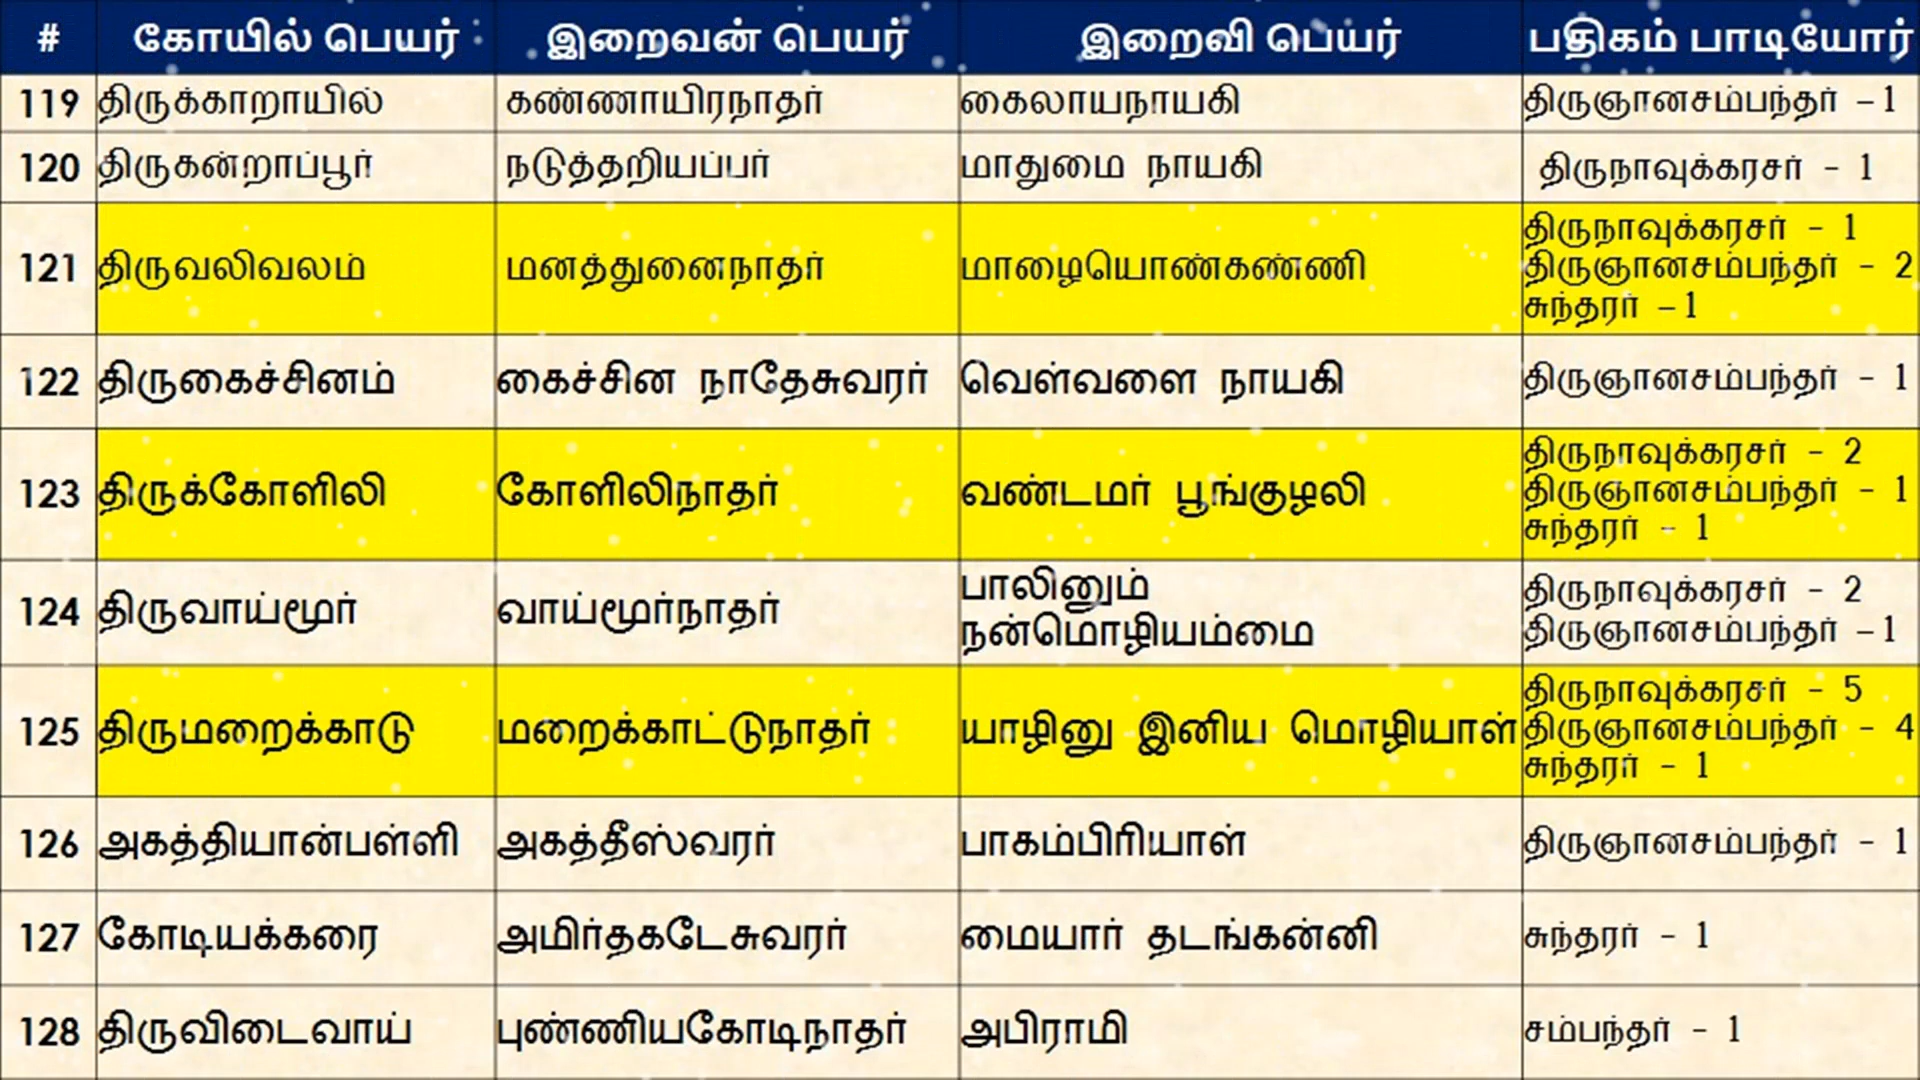 # கோயில் பெயர் இறைவன் பெயர் இறைவி பெயர் பதிகம் பாடியோர்
119 திருக்காறாயில் கண்ணாயிரநாதர் கைலாயநாயகி திருஞானசம்பந்தர் – 1
120 திருகன்றாப்பூர் நடுத்தறியப்பர் மாதுமை நாயகி திருநாவுக்கரசர் - 1
121 திருவலிவலம் மனத்துனைநாதர் மாழையொண்கண்ணி திருநாவுக்கரசர் - 1
திருஞானசம்பந்தர் - 2
சுந்தரர் – 1
122 திருகைச்சினம் கைச்சின நாதேசுவரர் வெள்வளை நாயகி திருஞானசம்பந்தர் - 1
123 திருக்கோளிலி கோளிலிநாதர் வண்டமர் பூங்குழலி திருநாவுக்கரசர் - 2
திருஞானசம்பந்தர் - 1
சுந்தரர் - 1
124 திருவாய்மூர் வாய்மூர்நாதர் பாலினும்
நன்மொழியம்மை திருநாவுக்கரசர் - 2
திருஞானசம்பந்தர் – 1
125 திருமறைக்காடு மறைக்காட்டுநாதர் யாழினு இனிய மொழியாள் திருநாவுக்கரசர் - 5
திருஞானசம்பந்தர் - 4
சுந்தரர் - 1
126 அகத்தியான்பள்ளி அகத்தீஸ்வரர் பாகம்பிரியாள் திருஞானசம்பந்தர் - 1
127 கோடியக்கரை அமிர்தகடேசுவரர் மையார் தடங்கன்னி சுந்தரர் - 1
128 திருவிடைவாய் புண்ணியகோடிநாதர் அபிராமி சம்பந்தர் - 1